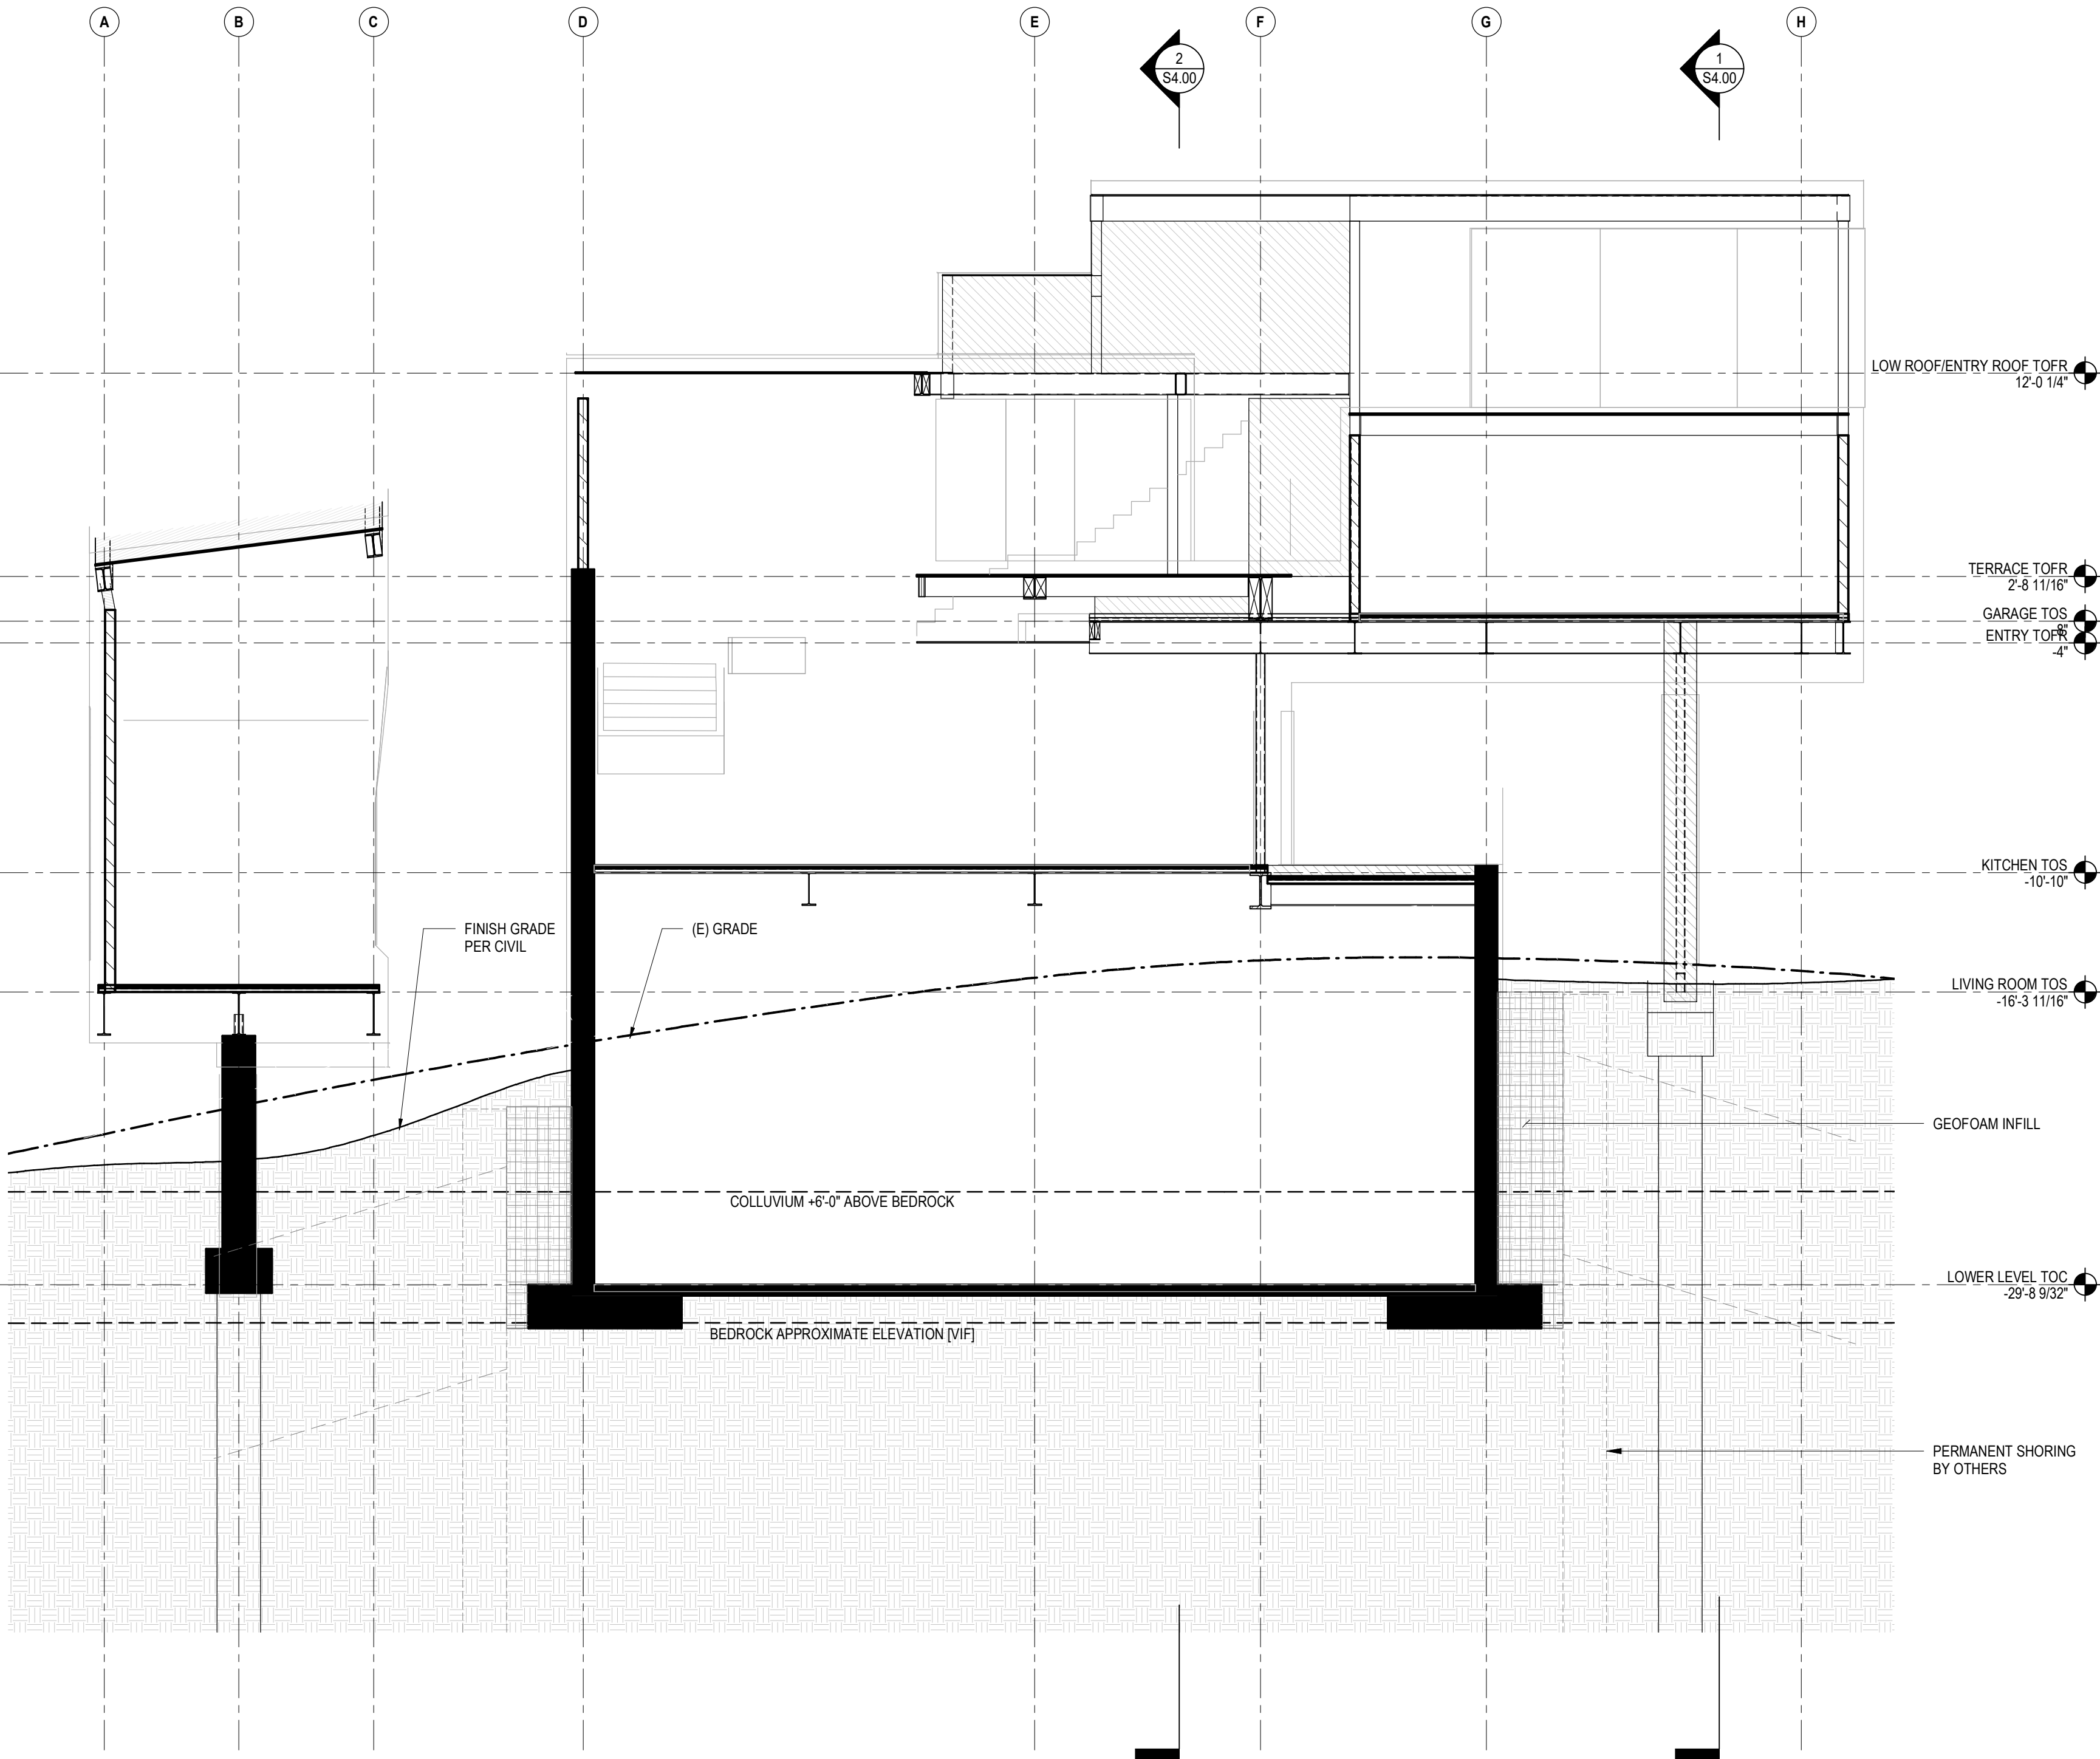 A
B
C
D
E
F
G
H
2
S4.00
1
S4.00
LOW ROOF/ENTRY ROOF TOFR
12'-0 1/4"
TERRACE TOFR
2'-8 11/16"
GARAGE TOS
8"
ENTRY TOFR
-4"
KITCHEN TOS
-10'-10"
FINISH GRADE
PER CIVIL
(E) GRADE
LIVING ROOM TOS
-16'-3 11/16"
GEOFOAM INFILL
COLLUVIUM +6'-0" ABOVE BEDROCK
LOWER LEVEL TOC
-29'-8 9/32"
BEDROCK APPROXIMATE ELEVATION [VIF]
PERMANENT SHORING
BY OTHERS